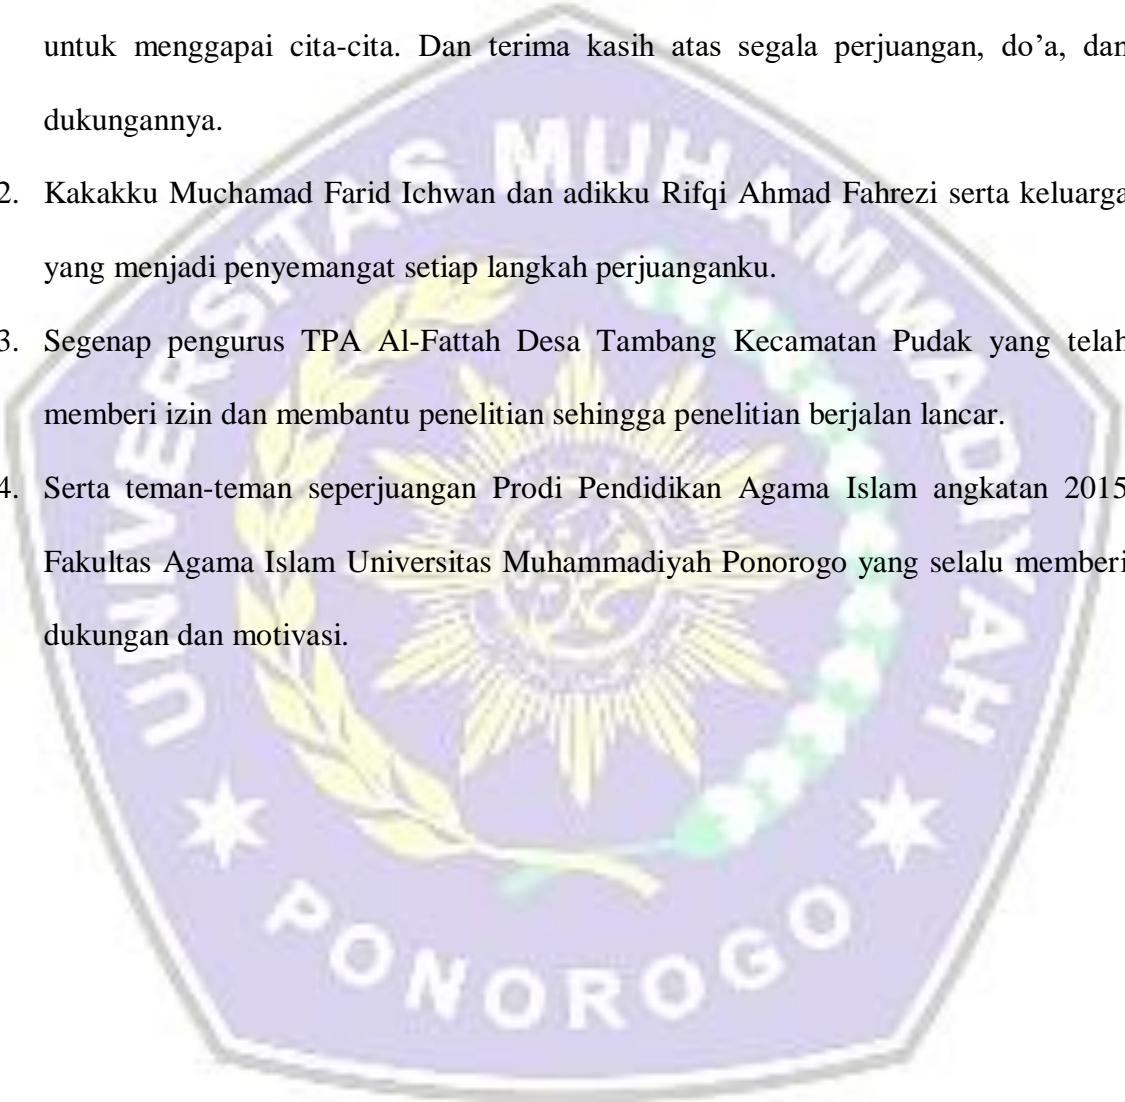 untuk menggapai cita-cita. Dan terima kasih atas segala perjuangan, do’a, dan
dukungannya.
2. Kakakku Muchamad Farid Ichwan dan adikku Rifqi Ahmad Fahrezi serta keluarga
yang menjadi penyemangat setiap langkah perjuanganku.
3. Segenap pengurus TPA Al-Fattah Desa Tambang Kecamatan Pudak yang telah
memberi izin dan membantu penelitian sehingga penelitian berjalan lancar.
4. Serta teman-teman seperjuangan Prodi Pendidikan Agama Islam angkatan 2015
Fakultas Agama Islam Universitas Muhammadiyah Ponorogo yang selalu memberi
dukungan dan motivasi.
UNIVERSITAS MUHAMMADIYAH
PONOROGO